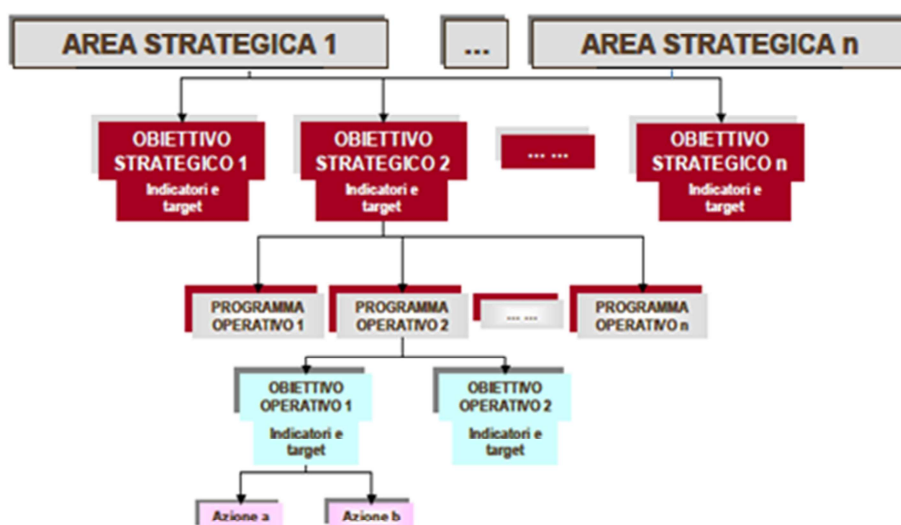 AREA STRATEGICA 1
...
AREA STRATEGICA n
OBIETTIVO
STRATEGICO 1
Indicatori e
target
OBIETTIVO
STRATEGICO 2
Indicatori e
target
... ...
OBIETTIVO
STRATEGICO n
Indicatori e
target
PROGRAMMA
OPERATIVO 1
PROGRAMMA
OPERATIVO 2
... ...
PROGRAMMA
OPERATIVO n
OBIETTIVO
OPERATIVO 1
Indicatori e
target
OBIETTIVO
OPERATIVO 2
Indicatori e
target
Azione a
Azione b